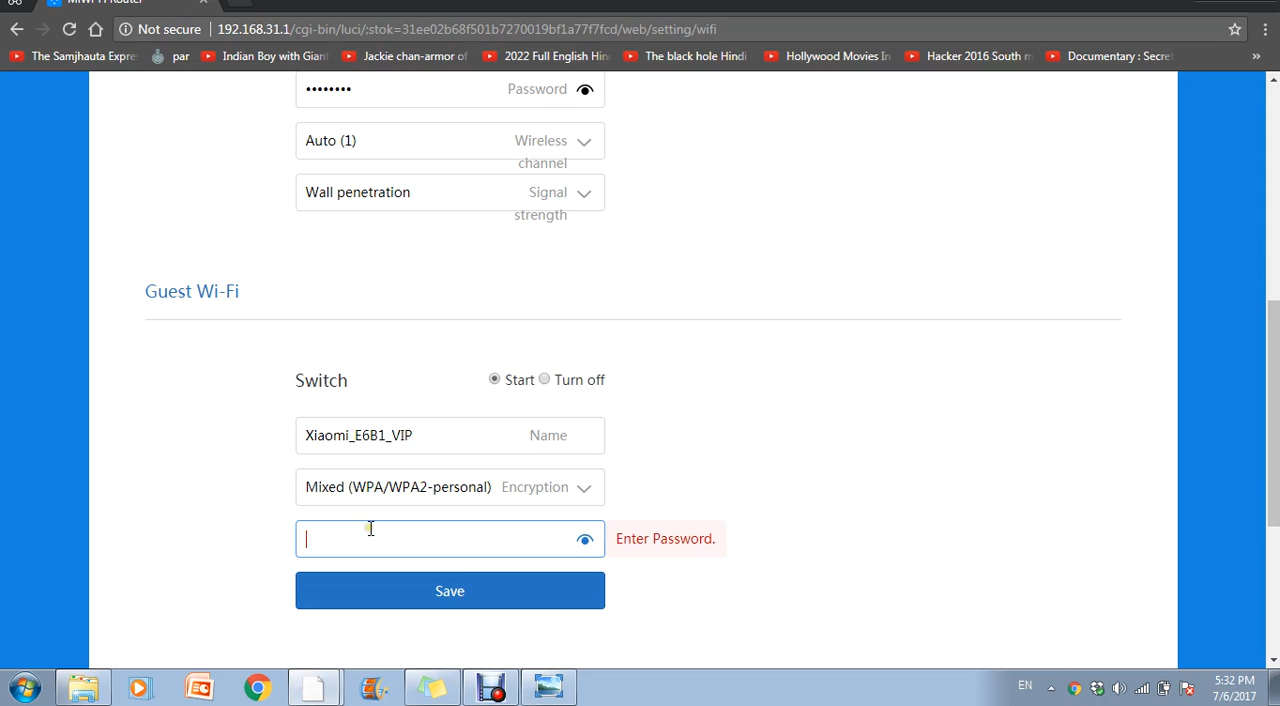 MIWIFI Router
Not secure | 192.168.31.1/cgi-bin/luci/;stok=31ee02b68f501b7270019bf1a77f7fcd/web/setting/wifi
The Samjhauta Expre par Indian Boy with Giant Jackie chan-armor of 2022 Full English Hin The black hole Hindi Hollywood Movies In Hacker 2016 South m Documentary : Secret »
•••••••• Password
Auto (1) Wireless
channel
Wall penetration Signal
strength
Guest Wi-Fi
Switch Start Turn off
Xiaomi_E6B1_VIP Name
Mixed (WPA/WPA2-personal) Encryption
Enter Password.
Save
EN 5:32 PM
7/6/2017